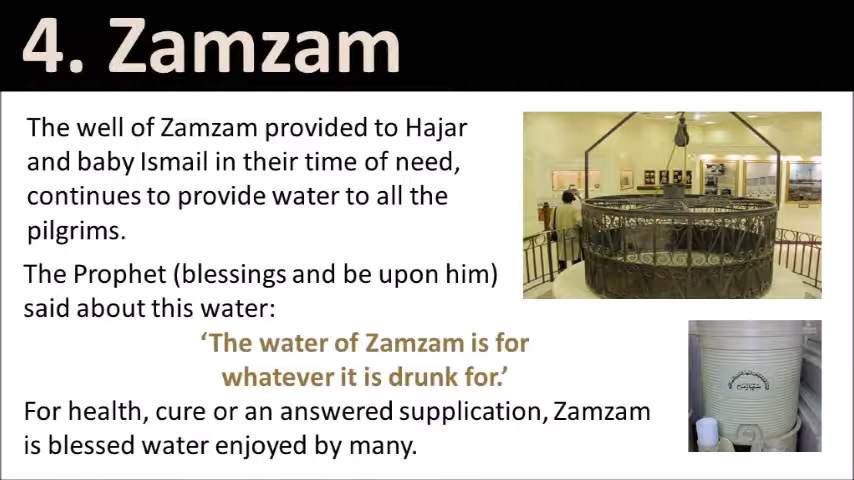 4. Zamzam
The well of Zamzam provided to Hajar
and baby Ismail in their time of need,
continues to provide water to all the
pilgrims.
The Prophet (blessings and be upon him)
said about this water:
‘The water of Zamzam is for
whatever it is drunk for.’
For health, cure or an answered supplication, Zamzam
is blessed water enjoyed by many.